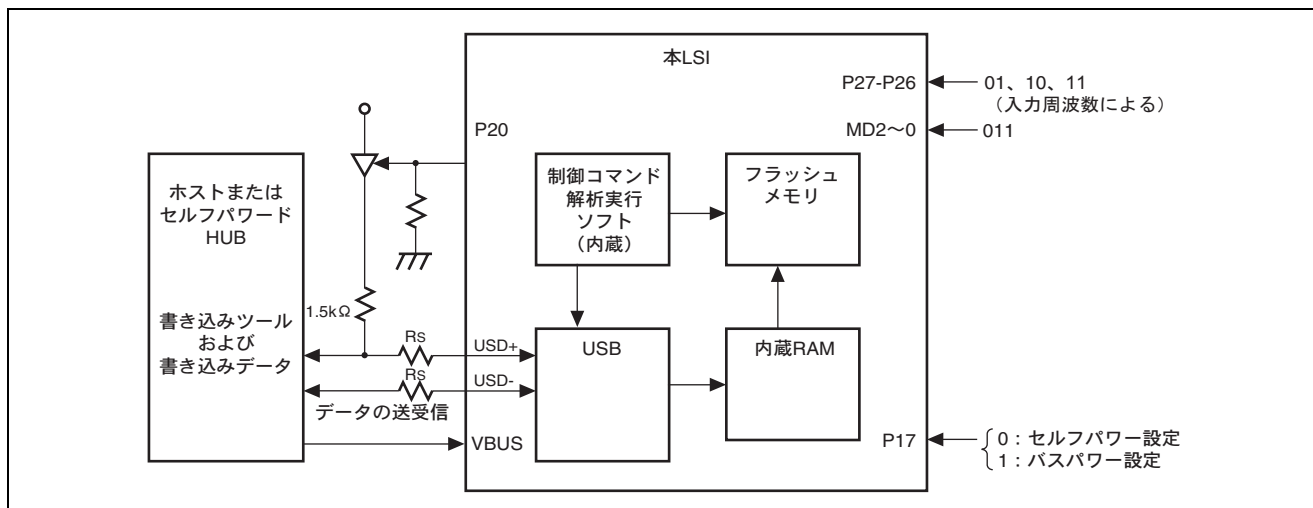 本LSI
P27-P26
01、10、11
（入力周波数による）
P20
MD2～0
011
ホストまたは
セルフパワード
HUB
書き込みツール
および
書き込みデータ
制御コマンド
解析実行
ソフト
（内蔵）
フラッシュ
メモリ
1.5kΩ
RS
USD+
RS
USD-
データの送受信
VBUS
USB
内蔵RAM
P17
0：セルフパワー設定
1：バスパワー設定